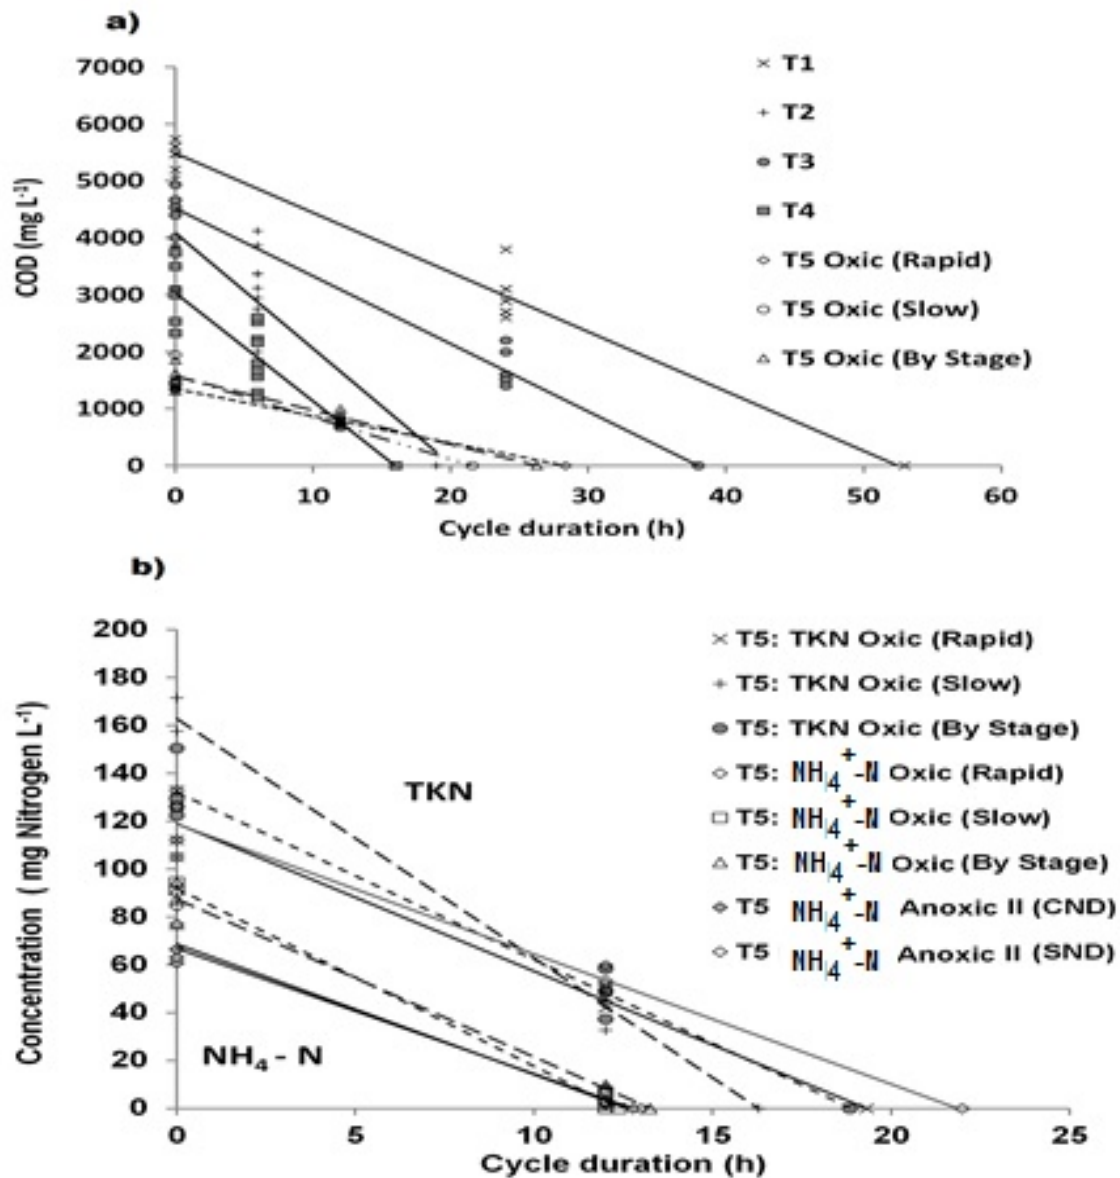 a)
7000
6000
5000
4000
3000
2000
1000
0
COD (mg L⁻¹)
0 10 20 30 40 50 60
Cycle duration (h)
T1
T2
T3
T4
T5 Oxic (Rapid)
T5 Oxic (Slow)
T5 Oxic (By Stage)
b)
200
180
160
140
120
100
80
60
40
20
0
Concentration ( mg Nitrogen L⁻¹)
TKN
NH₄ - N
0 5 10 15 20 25
Cycle duration (h)
T5: TKN Oxic (Rapid)
T5: TKN Oxic (Slow)
T5: TKN Oxic (By Stage)
T5: NH₄⁺-N Oxic (Rapid)
T5: NH₄⁺-N Oxic (Slow)
T5: NH₄⁺-N Oxic (By Stage)
T5 NH₄⁺-N Anoxic II (CND)
T5 NH₄⁺-N Anoxic II (SND)